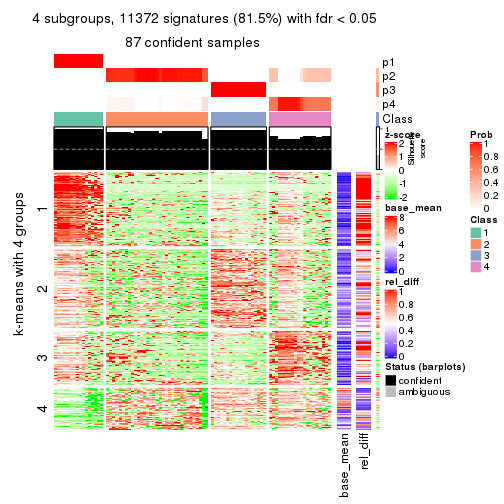 4 subgroups, 11372 signatures (81.5%) with fdr < 0.05
87 confident samples
p1
p2
p3
p4
Class
1
Silhouette
score
k-means with 4 groups
1
2
3
4
base_mean
rel_diff
z-score
2
1
0
-1
-2
base_mean
8
6
4
2
0
rel_diff
1
0.8
0.6
0.4
0.2
0
Status (barplots)
confident
ambiguous
Prob
1
0.8
0.6
0.4
0.2
0
Class
1
2
3
4